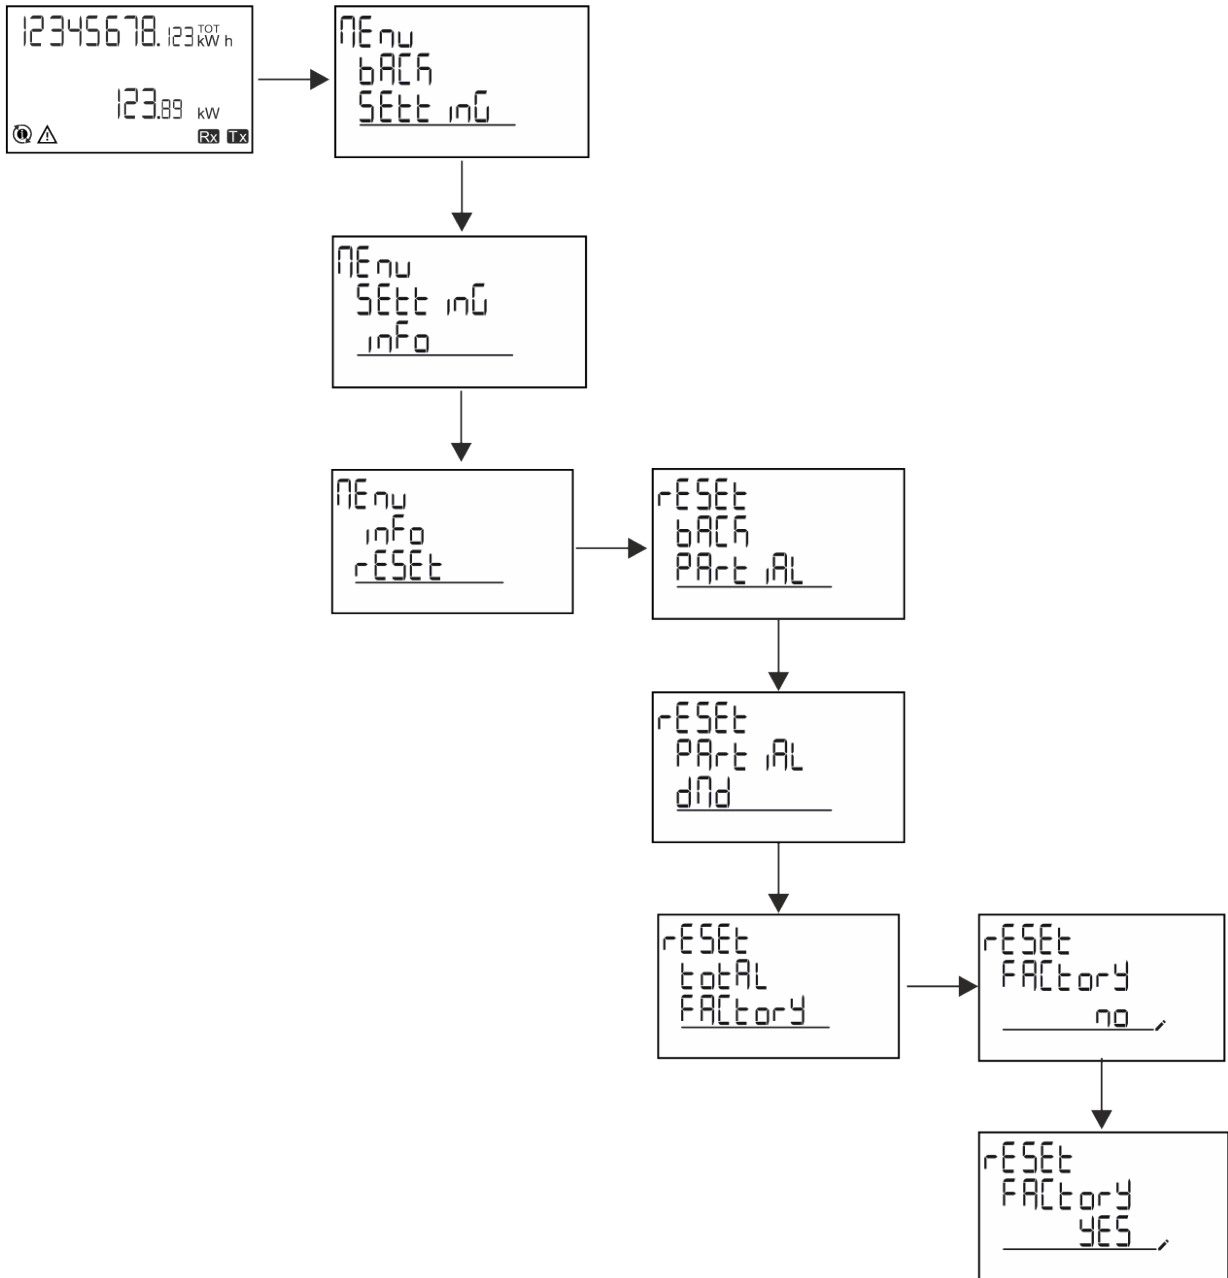 12345678.123 TOT kWh
123.89 kW
Rx Tx
MEnu
bACK
SEttinG
MEnu
SEttinG
inFo
MEnu
inFo
rESEt
rESEt
bACK
PArtiAL
rESEt
PArtiAL
dMd
rESEt
totAL
FACtory
rESEt
FACtory
no
rESEt
FACtory
yES